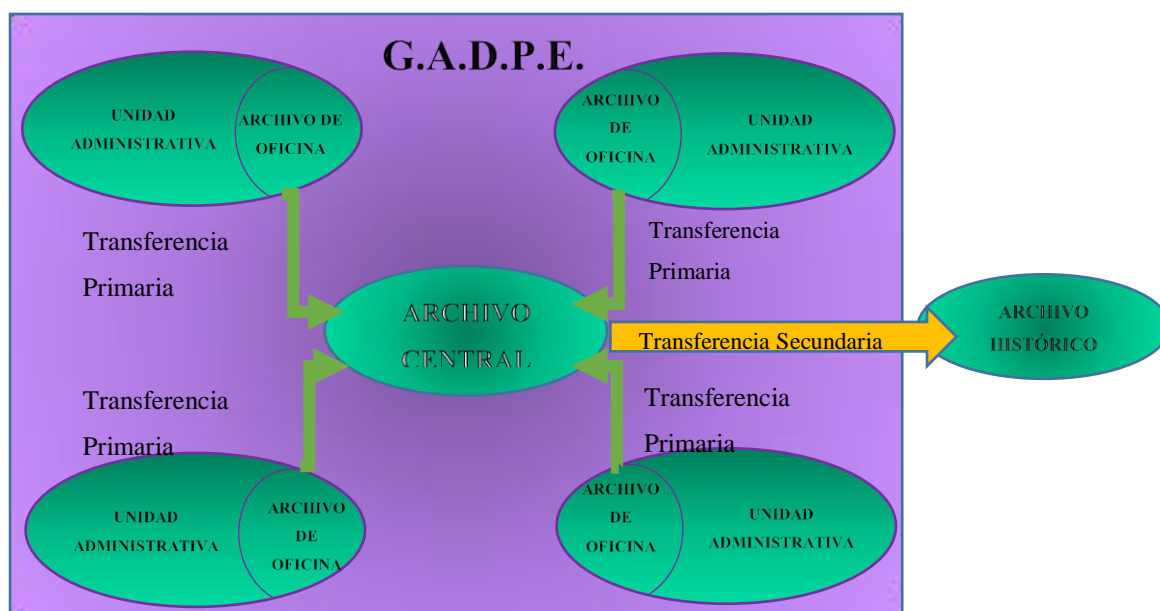 G.A.D.P.E.
UNIDAD
ADMINISTRATIVA
ARCHIVO DE
OFICINA
ARCHIVO
DE
OFICINA
UNIDAD
ADMINISTRATIVA
Transferencia
Primaria
Transferencia
Primaria
ARCHIVO
CENTRAL
Transferencia Secundaria
ARCHIVO
HISTÓRICO
Transferencia
Primaria
Transferencia
Primaria
UNIDAD
ADMINISTRATIVA
ARCHIVO
DE
OFICINA
ARCHIVO
DE
OFICINA
UNIDAD
ADMINISTRATIVA